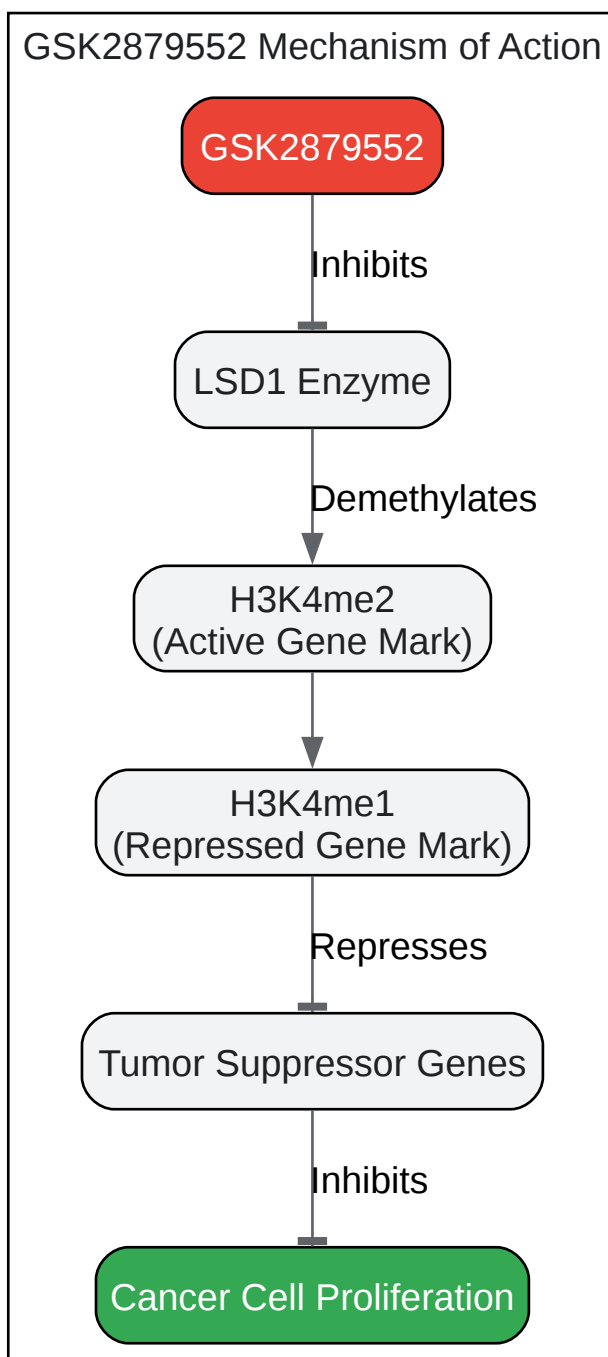 GSK2879552 Mechanism of Action
GSK2879552
Inhibits
LSD1 Enzyme
Demethylates
H3K4me2
(Active Gene Mark)
H3K4me1
(Repressed Gene Mark)
Represses
Tumor Suppressor Genes
Inhibits
Cancer Cell Proliferation